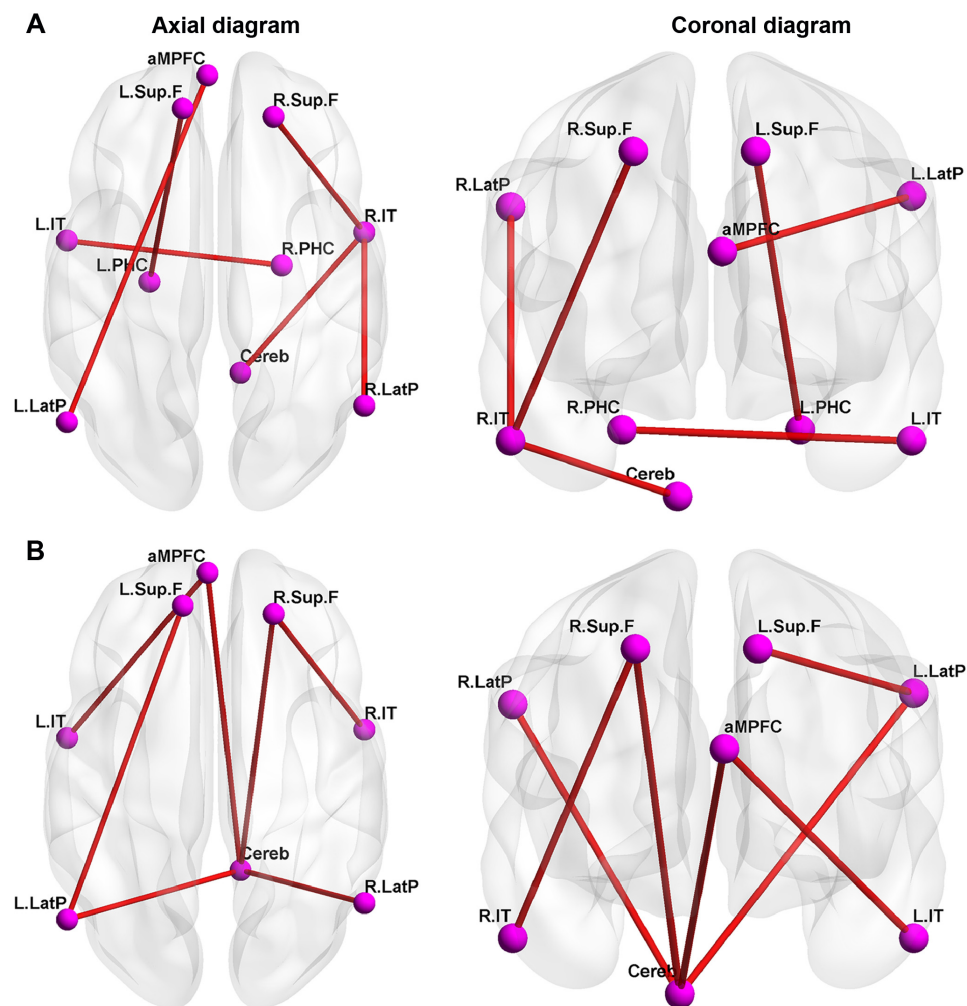 A
Axial diagram
Coronal diagram
aMPFC
L.Sup.F
R.Sup.F
L.IT
R.IT
R.PHC
L.PHC
Cereb
L.LatP
R.LatP
R.Sup.F
L.Sup.F
R.LatP
L.LatP
aMPFC
R.PHC
L.PHC
R.IT
L.IT
Cereb
B
aMPFC
L.Sup.F
R.Sup.F
L.IT
R.IT
Cereb
L.LatP
R.LatP
R.Sup.F
L.Sup.F
R.LatP
L.LatP
aMPFC
R.IT
L.IT
Cereb